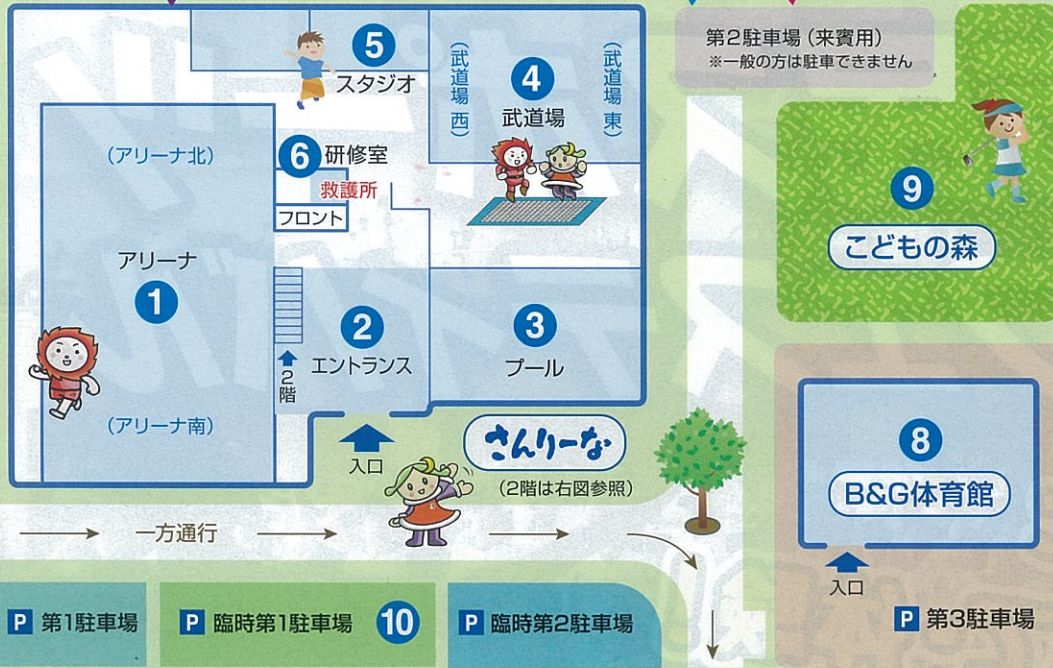 5
スタジオ
(武道場 西)
4
武道場
(武道場 東)
第2駐車場（来賓用）
※一般の方は駐車できません
(アリーナ北)
6 研修室
救護所
フロント
9
こどもの森
アリーナ
1
2
エントランス
3
プール
2階
(アリーナ南)
入口
さんりーな
(2階は右図参照)
8
B&G体育館
入口
一方通行
P 第1駐車場
P 臨時第1駐車場 10
P 臨時第2駐車場
P 第3駐車場